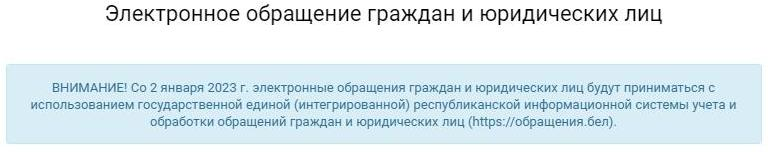 Электронное обращение граждан и юридических лиц
ВНИМАНИЕ! Со 2 января 2023 г. электронные обращения граждан и юридических лиц будут приниматься с
использованием государственной единой (интегрированной) республиканской информационной системы учета и
обработки обращений граждан и юридических лиц (https://обращения.бел).